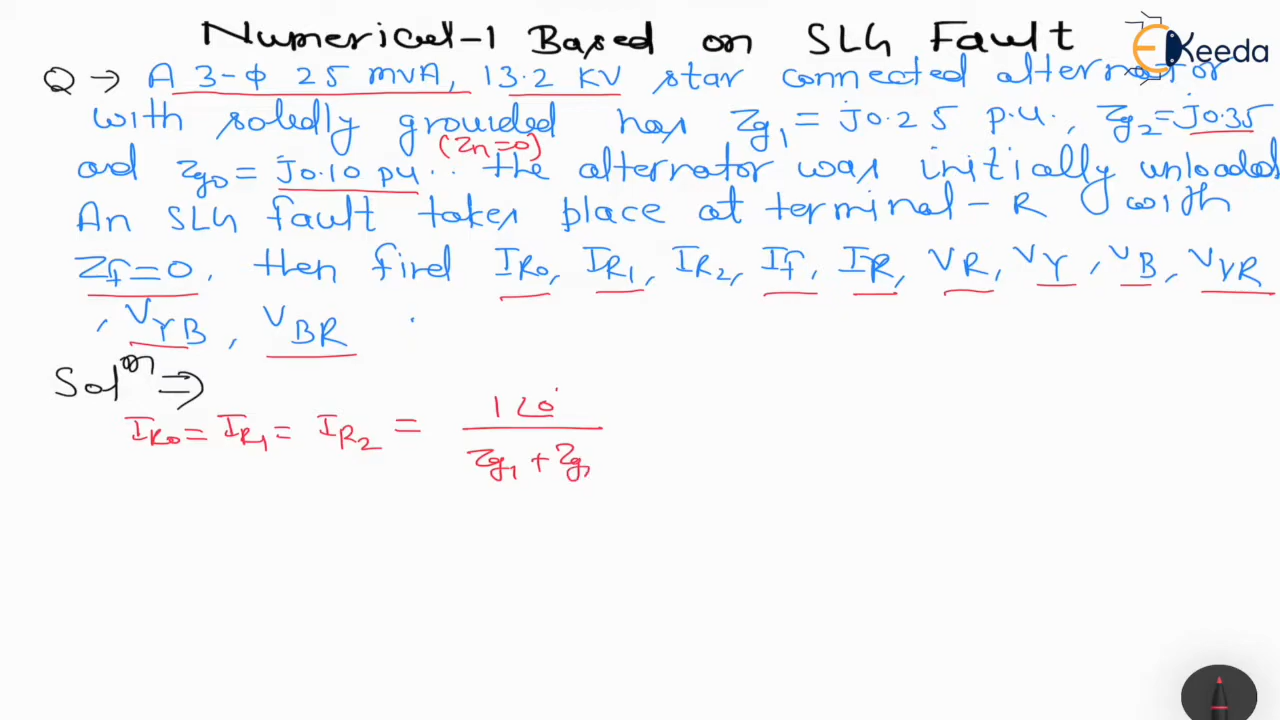 Numerical-1 Based on SLG Fault
EKeeda
Q → A 3-Φ 25 mVA, 13.2 KV star connected alternator
with soledly grouded has Zg1 = j0.25 p.u., Zg2 = j0.35
(Zn=0)
and Zg0 = j0.10 pu.. the alternator was initially unloaded
An SLG fault takes place at terminal-R with
Zf=0, then find IR0, IR1, IR2, If, IR, VR, VY, VB, VYR
, VYB, VBR .
Solon ⇒
IR0 = IR1 = IR2 = 1∠0° / Zg1 + Zg2